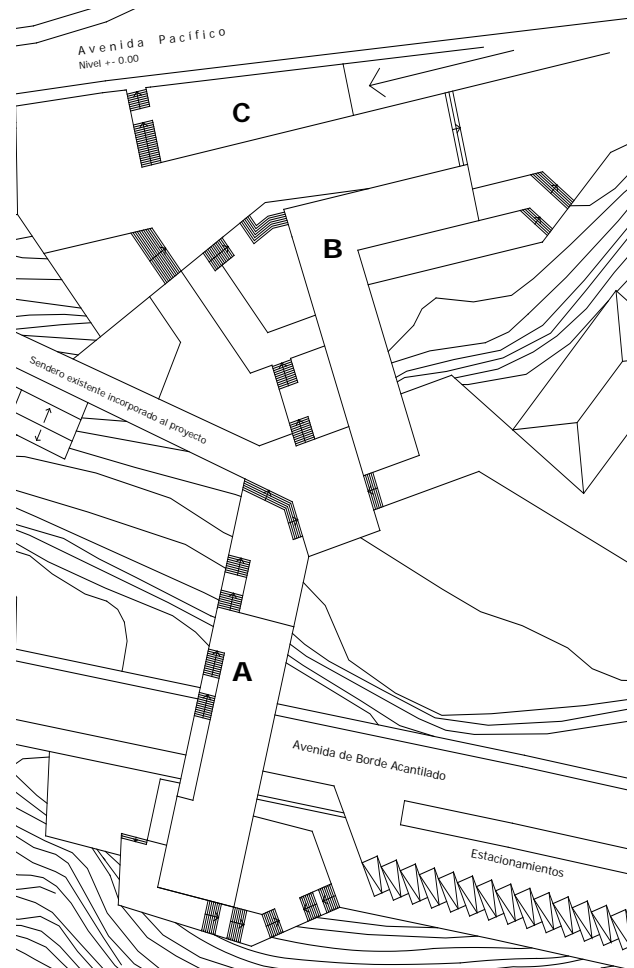 Avenida Pacífico
Nivel +- 0.00
C
B
Sendero existente incorporado al proyecto
A
Avenida de Borde Acantilado
Estacionamientos